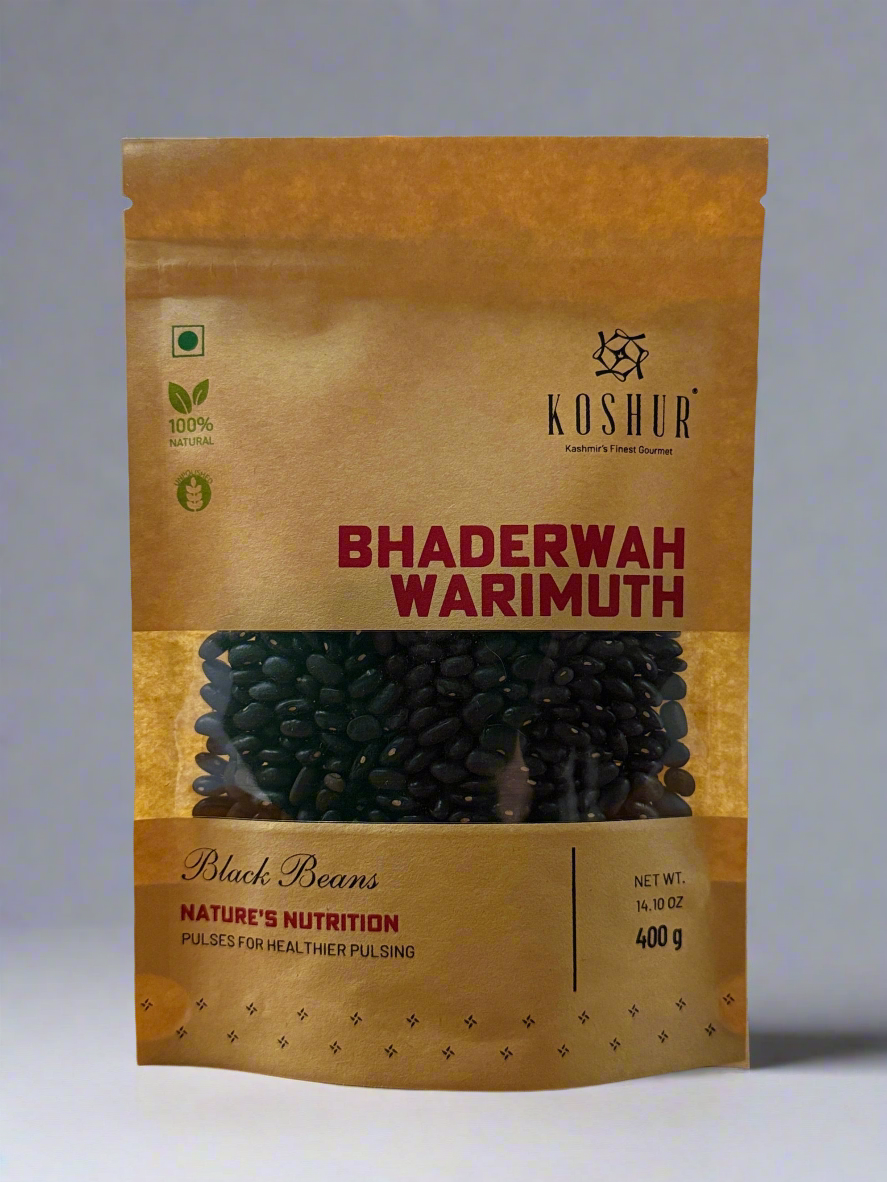 100%
NATURAL
UNPOLISHED
KOSHUR®
Kashmir's Finest Gourmet
BHADERWAH
WARIMUTH
Black Beans
NATURE'S NUTRITION
PULSES FOR HEALTHIER PULSING
NET WT.
14.10 OZ
400 g